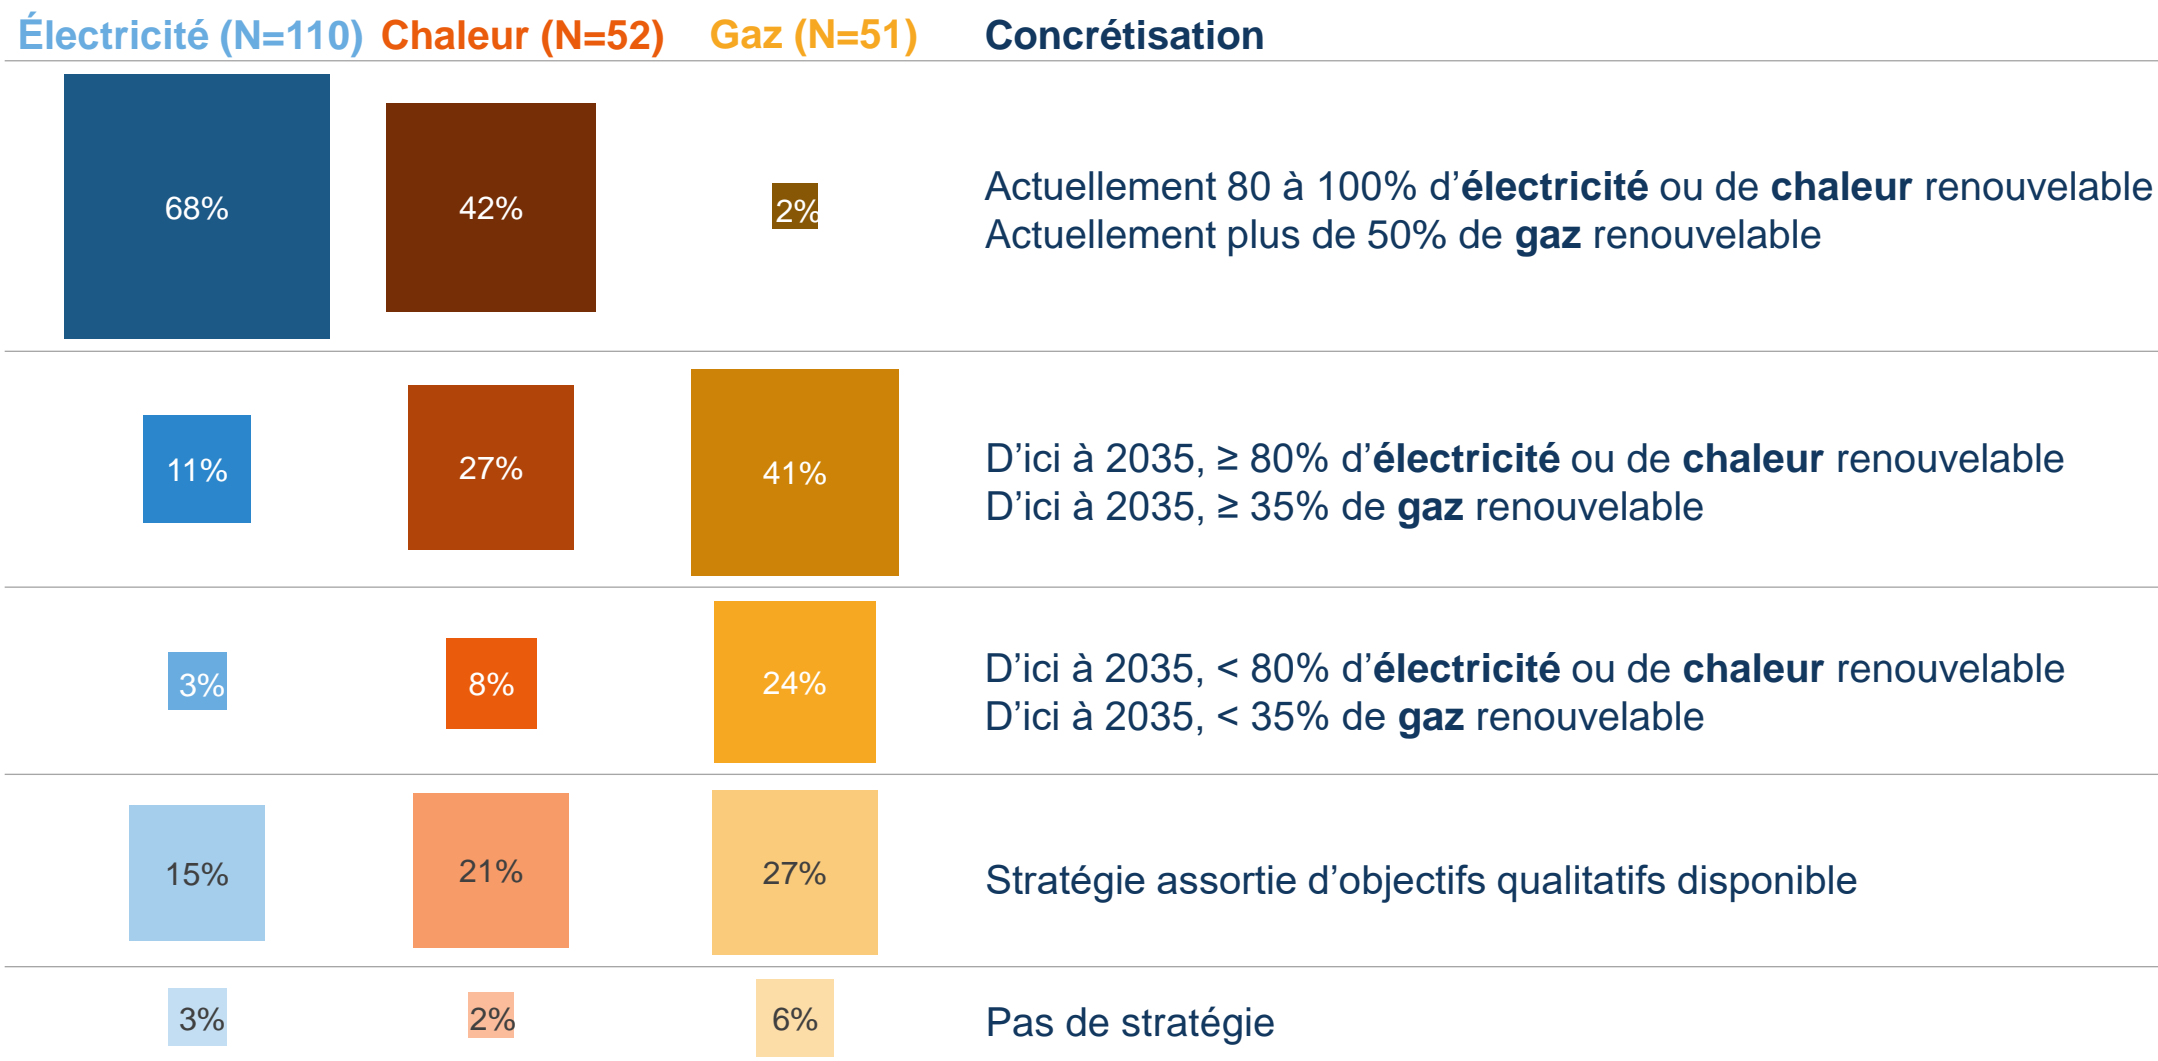 Électricité (N=110) Chaleur (N=52) Gaz (N=51) Concrétisation
68% 42% 2%
Actuellement 80 à 100% d’électricité ou de chaleur renouvelable
Actuellement plus de 50% de gaz renouvelable
11% 27% 41%
D’ici à 2035, ≥ 80% d’électricité ou de chaleur renouvelable
D’ici à 2035, ≥ 35% de gaz renouvelable
3% 8% 24%
D’ici à 2035, < 80% d’électricité ou de chaleur renouvelable
D’ici à 2035, < 35% de gaz renouvelable
15% 21% 27% Stratégie assortie d’objectifs qualitatifs disponible
3% 2% 6% Pas de stratégie